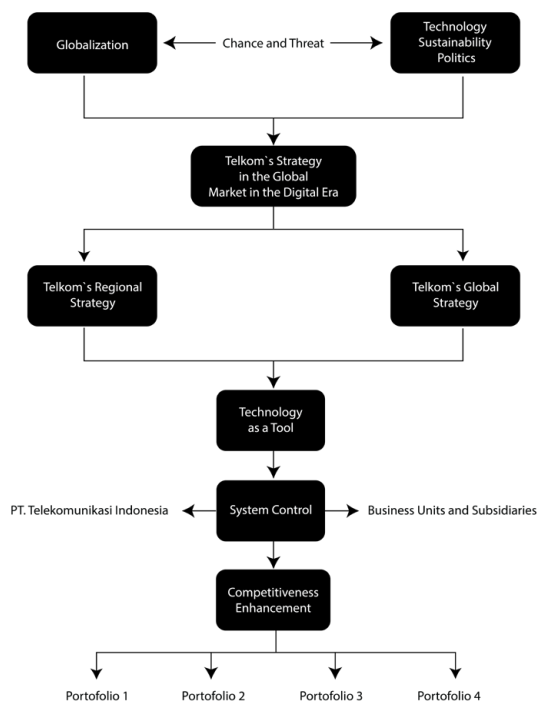 Globalization
Chance and Threat
Technology
Sustainability
Politics
Telkom`s Strategy
in the Global
Market in the Digital Era
Telkom`s Regional
Strategy
Telkom`s Global
Strategy
Technology
as a Tool
PT. Telekomunikasi Indonesia
System Control
Business Units and Subsidiaries
Competitiveness
Enhancement
Portofolio 1
Portofolio 2
Portofolio 3
Portofolio 4